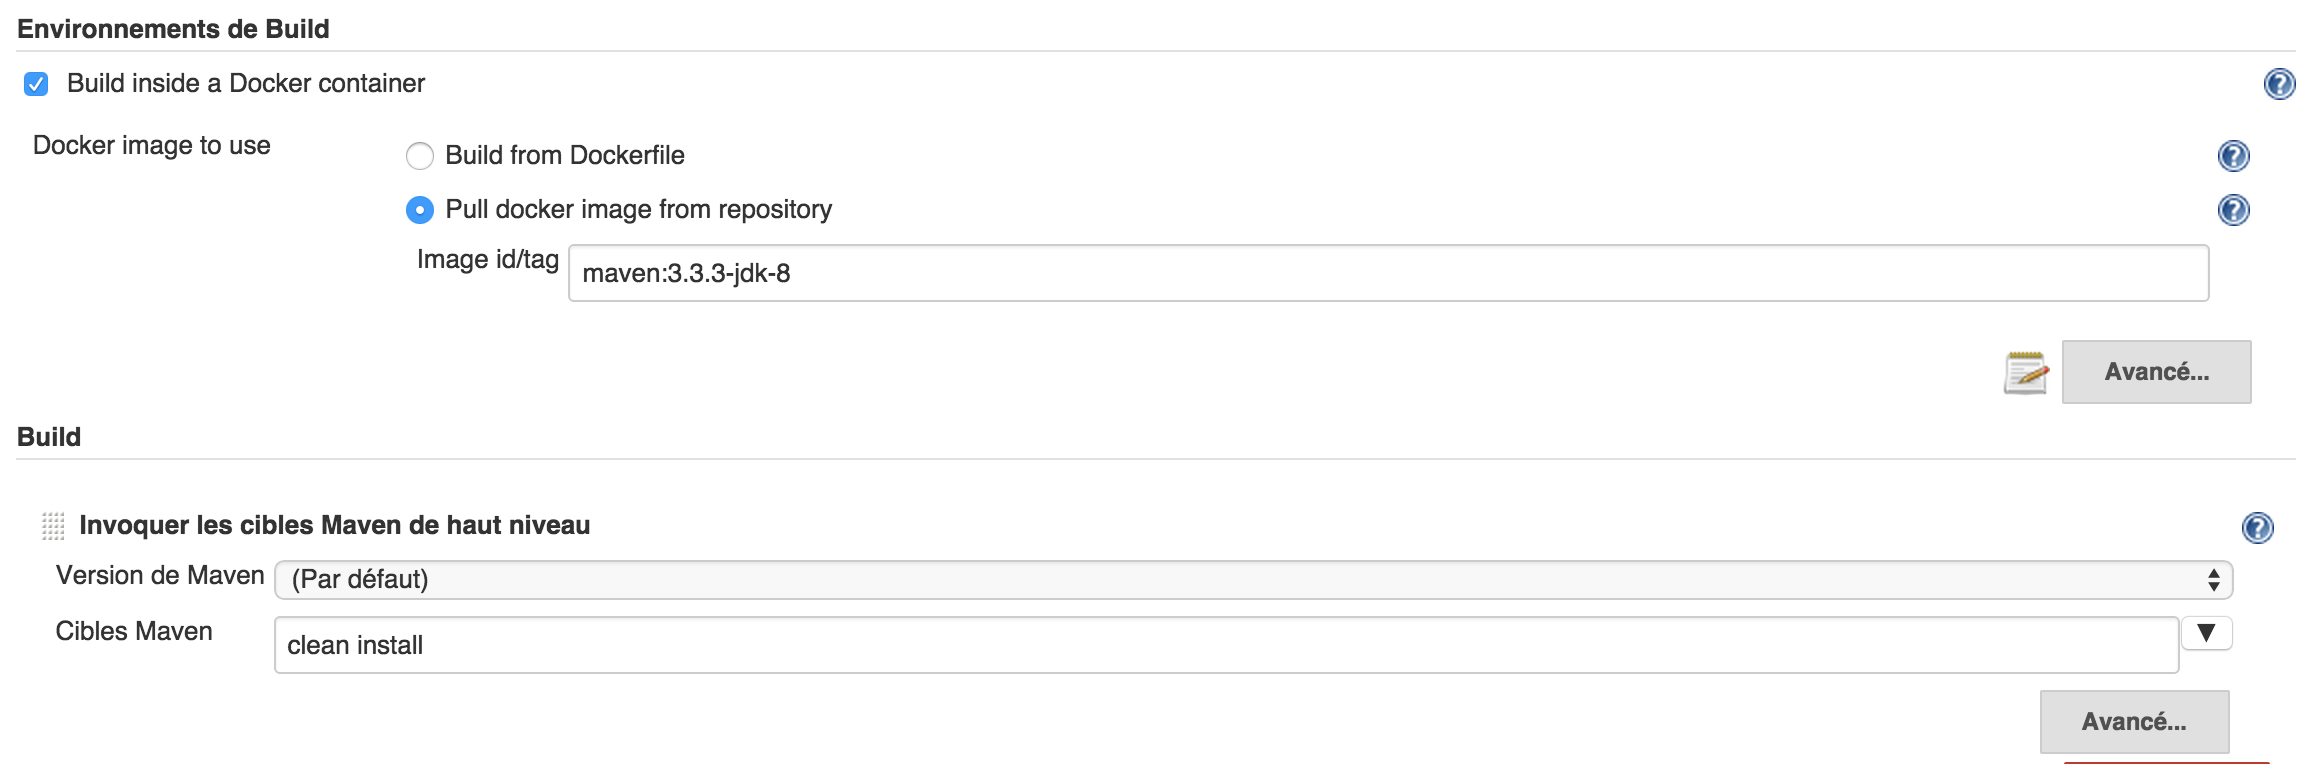 Environnements de Build
Build inside a Docker container
Docker image to use
Build from Dockerfile
Pull docker image from repository
Image id/tag
maven:3.3.3-jdk-8
Avancé...
Build
Invoquer les cibles Maven de haut niveau
Version de Maven
(Par défaut)
Cibles Maven
clean install
Avancé...